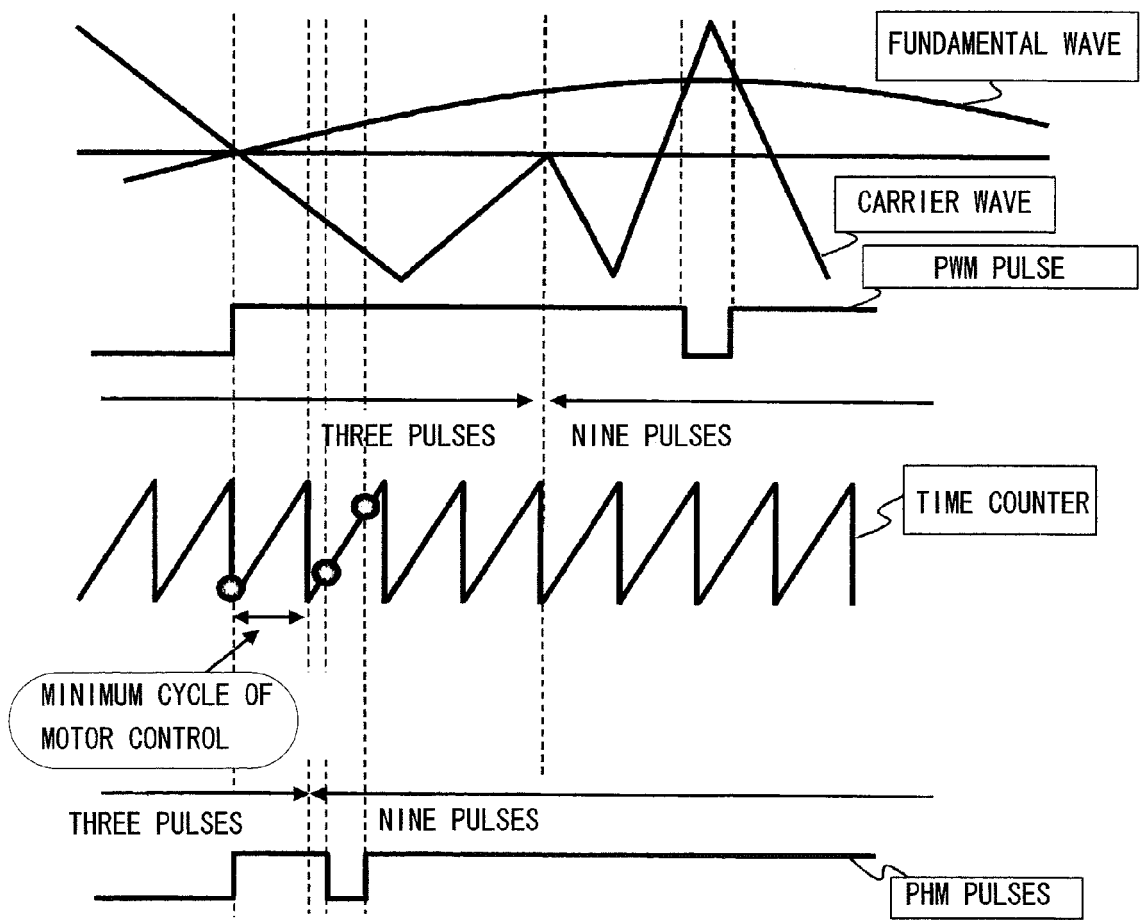 FUNDAMENTAL WAVE
CARRIER WAVE
PWM PULSE
THREE PULSES
NINE PULSES
TIME COUNTER
MINIMUM CYCLE OF
MOTOR CONTROL
THREE PULSES
NINE PULSES
PHM PULSES